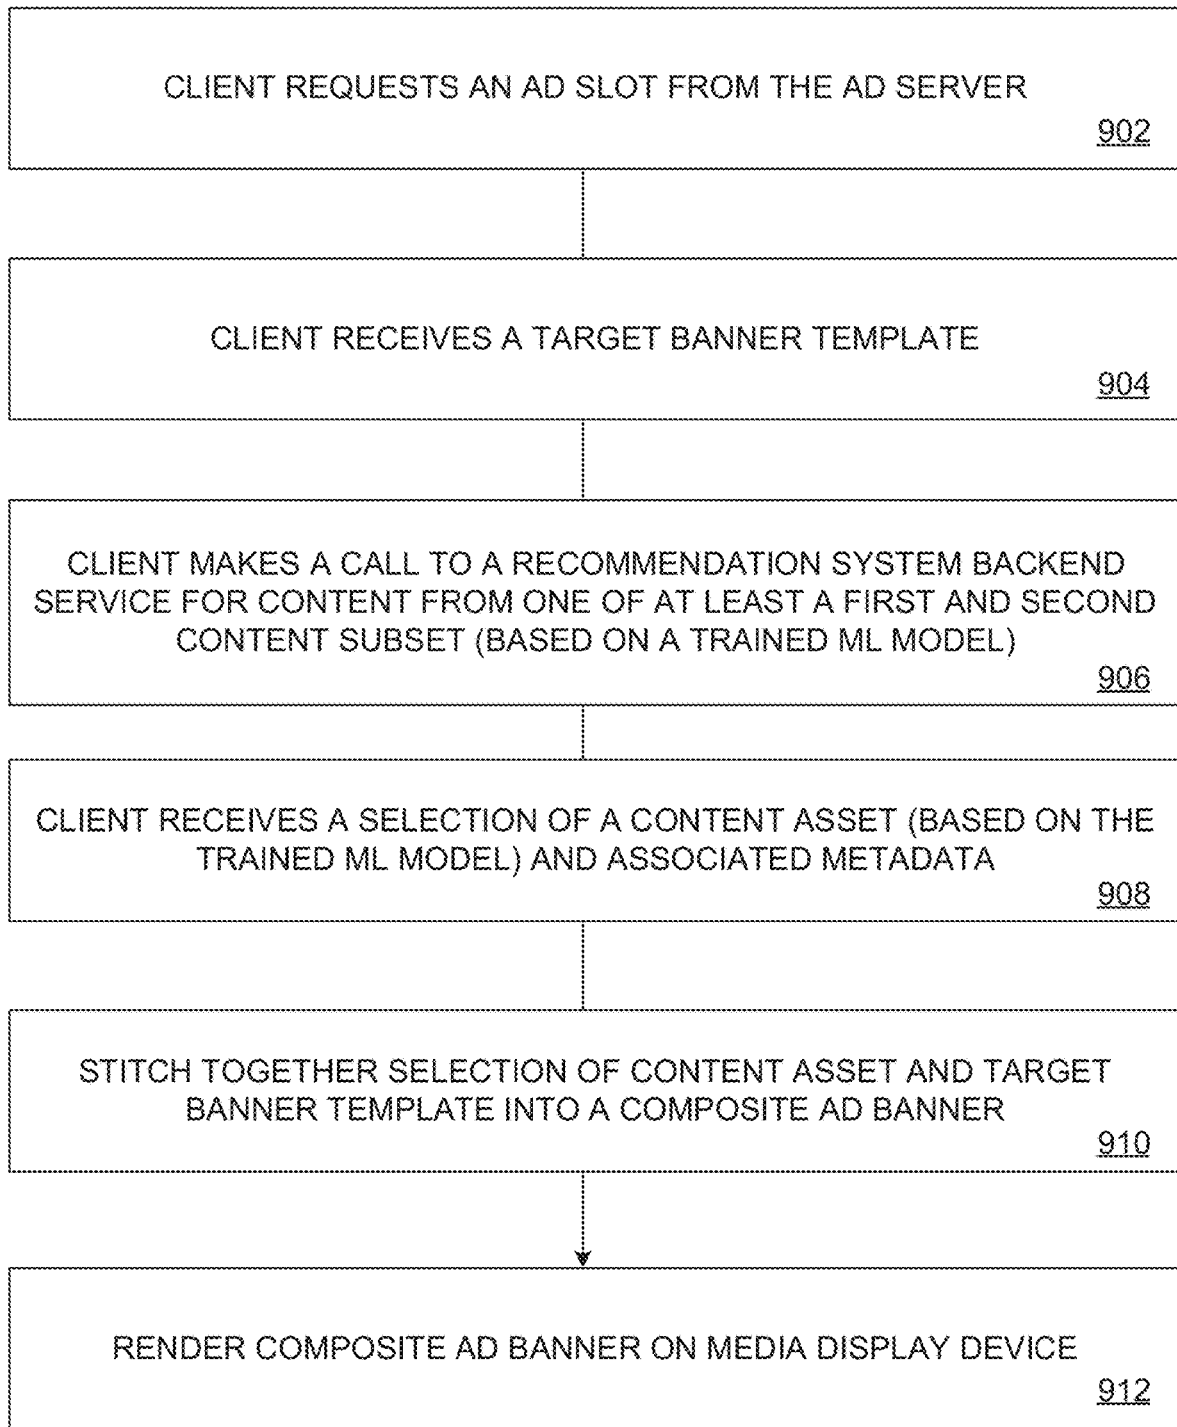 CLIENT REQUESTS AN AD SLOT FROM THE AD SERVER
902
CLIENT RECEIVES A TARGET BANNER TEMPLATE
904
CLIENT MAKES A CALL TO A RECOMMENDATION SYSTEM BACKEND
SERVICE FOR CONTENT FROM ONE OF AT LEAST A FIRST AND SECOND
CONTENT SUBSET (BASED ON A TRAINED ML MODEL)
906
CLIENT RECEIVES A SELECTION OF A CONTENT ASSET (BASED ON THE
TRAINED ML MODEL) AND ASSOCIATED METADATA
908
STITCH TOGETHER SELECTION OF CONTENT ASSET AND TARGET
BANNER TEMPLATE INTO A COMPOSITE AD BANNER
910
RENDER COMPOSITE AD BANNER ON MEDIA DISPLAY DEVICE
912